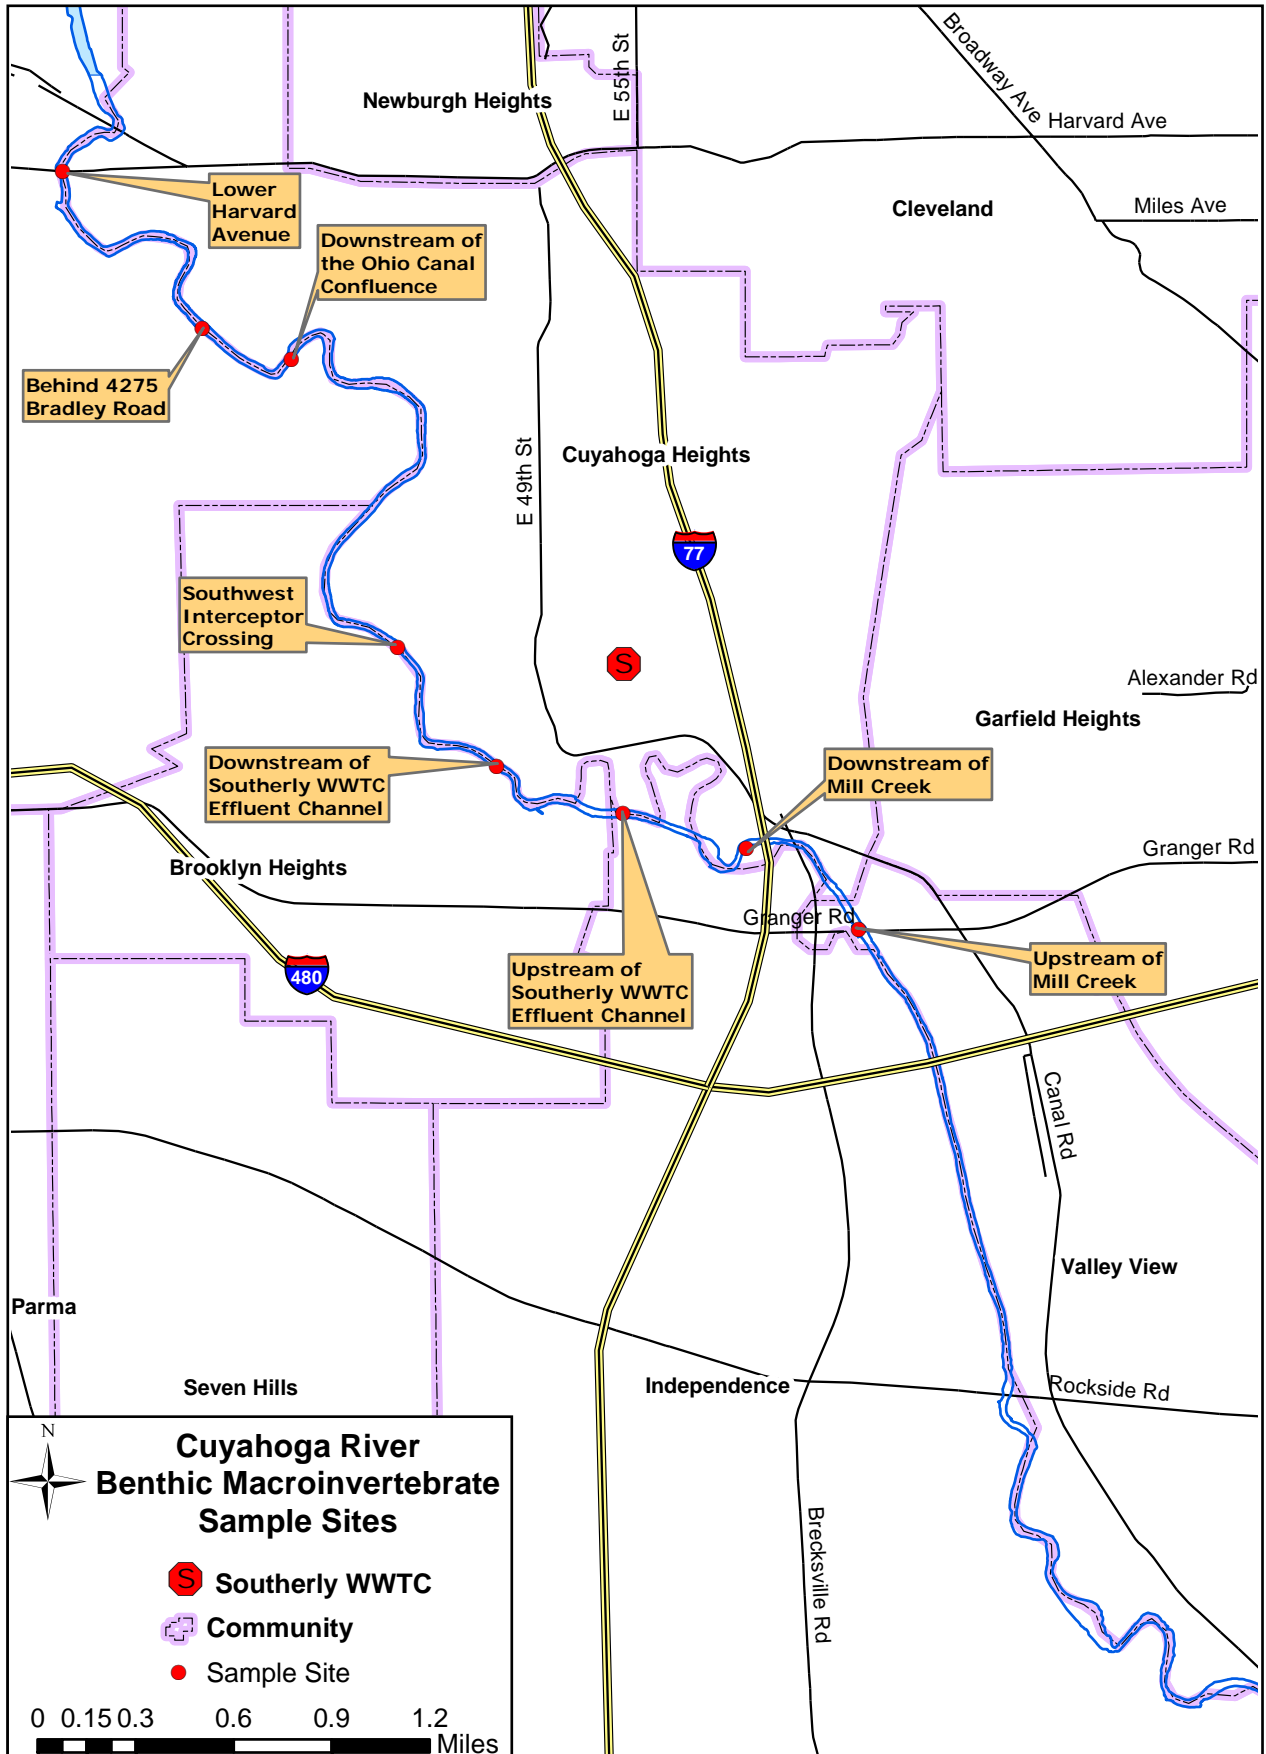 Broadway Ave
E 55th St
Newburgh Heights
Harvard Ave
Lower
Harvard
Avenue
Cleveland
Miles Ave
Downstream of
the Ohio Canal
Confluence
Behind 4275
Bradley Road
E 49th St
Cuyahoga Heights
77
Southwest
Interceptor
Crossing
S
Alexander Rd
Garfield Heights
Downstream of
Southerly WWTC
Effluent Channel
Downstream of
Mill Creek
Brooklyn Heights
Granger Rd
Granger Rd
480
Upstream of
Southerly WWTC
Effluent Channel
Upstream of
Mill Creek
Canal Rd
Valley View
Parma
Seven Hills
Independence
Rockside Rd
Brecksville Rd
N
Cuyahoga River
Benthic Macroinvertebrate
Sample Sites
S Southerly WWTC
Community
Sample Site
0 0.15 0.3 0.6 0.9 1.2
Miles